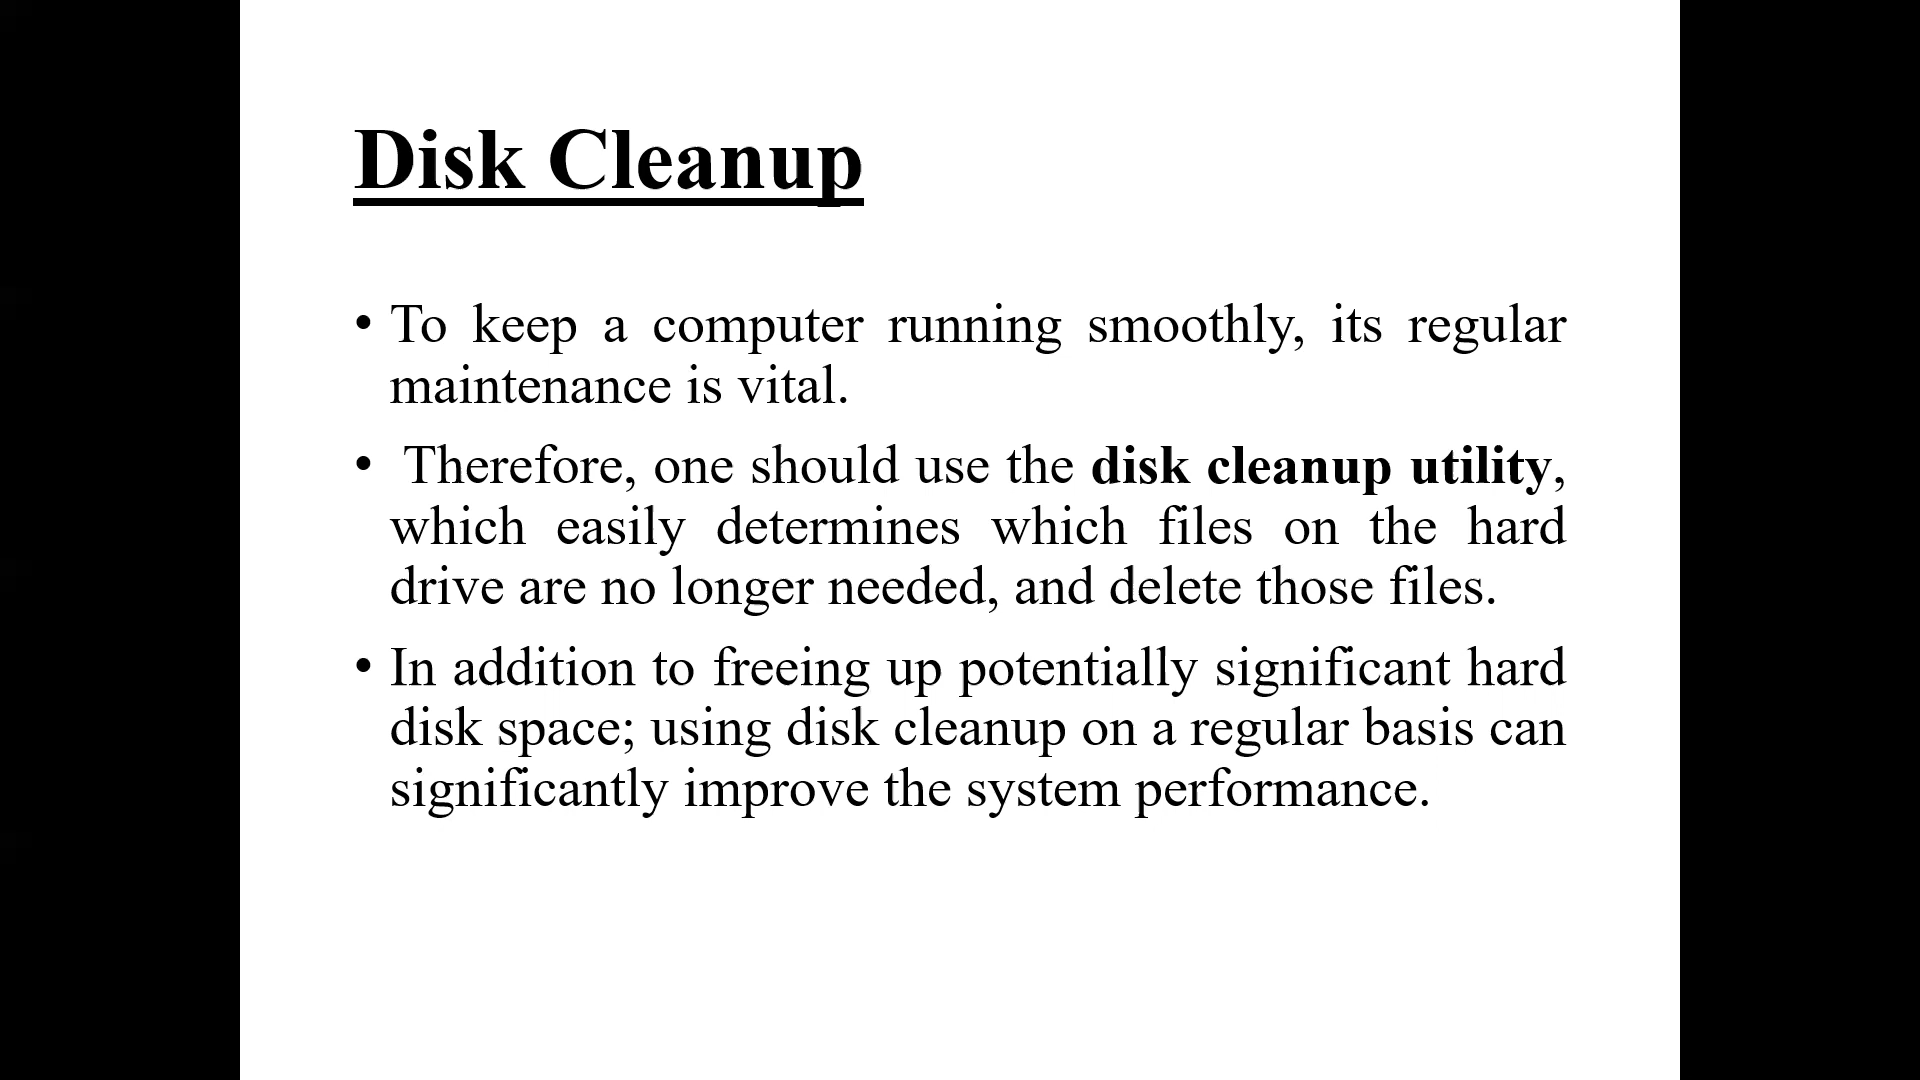 Disk Cleanup
• To keep a computer running smoothly, its regular
maintenance is vital.
• Therefore, one should use the disk cleanup utility,
which easily determines which files on the hard
drive are no longer needed, and delete those files.
• In addition to freeing up potentially significant hard
disk space; using disk cleanup on a regular basis can
significantly improve the system performance.